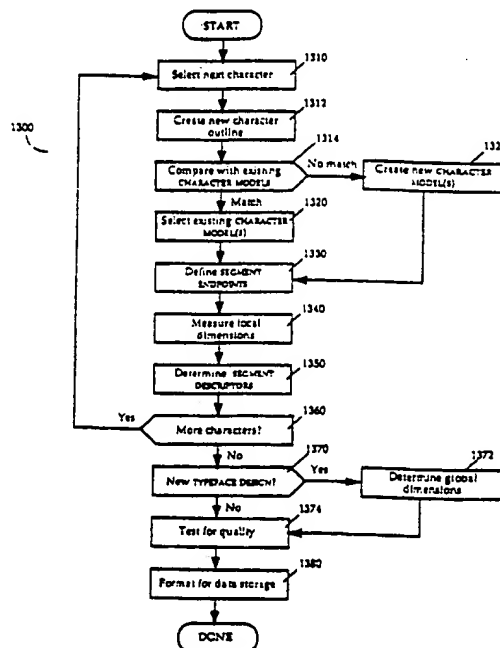 START
1310
Select next character
1312
Create new character
outline
1300
1314
Compare with existing
CHARACTER MODELS
No match
132
Create new CHARACTER
MODEL(S)
Match
1320
Select existing CHARACTER
MODEL(S)
1330
Define SEGMENT
ENDPOINTS
1340
Measure local
dimensions
1350
Determine SEGMENT
DESCRIPTORS
1360
Yes
More characters?
No
1370
1372
New TYPEFACE DESIGN?
Yes
Determine global
dimensions
No
1374
Test for quality
1380
Format for data storage
DONE